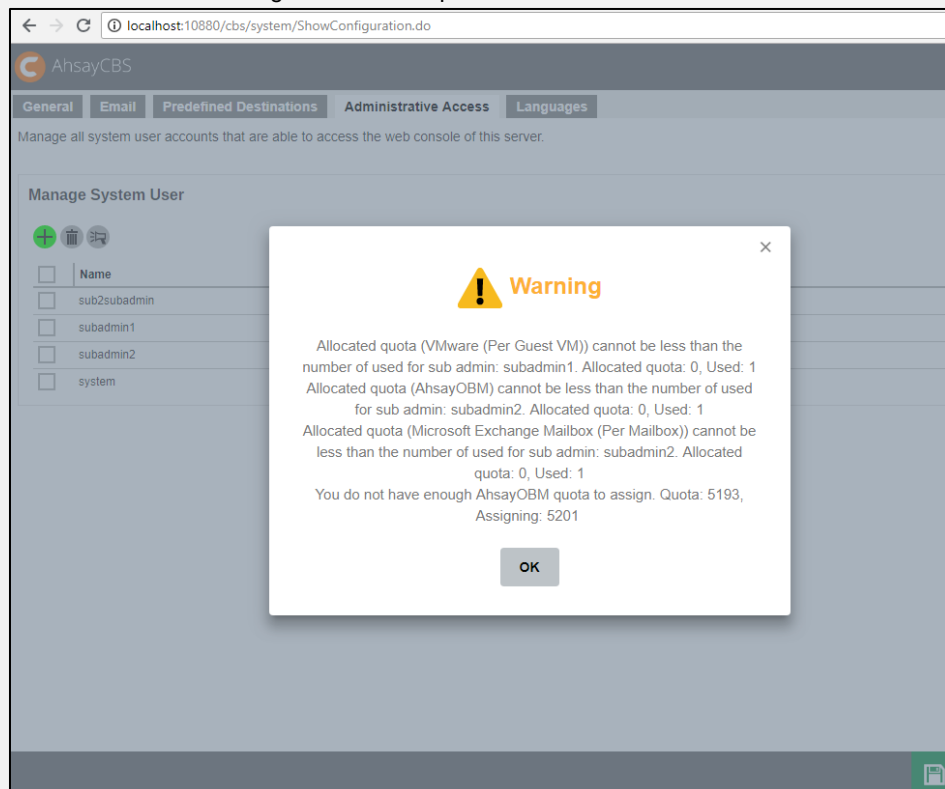 localhost:10880/cbs/system/ShowConfiguration.do
AhsayCBS
General Email Predefined Destinations Administrative Access Languages
Manage all system user accounts that are able to access the web console of this server.
Manage System User
Name
sub2subadmin
subadmin1
subadmin2
system
Warning
Allocated quota (VMware (Per Guest VM)) cannot be less than the
number of used for sub admin: subadmin1. Allocated quota: 0, Used: 1
Allocated quota (AhsayOBM) cannot be less than the number of used
for sub admin: subadmin2. Allocated quota: 0, Used: 1
Allocated quota (Microsoft Exchange Mailbox (Per Mailbox)) cannot be
less than the number of used for sub admin: subadmin2. Allocated
quota: 0, Used: 1
You do not have enough AhsayOBM quota to assign. Quota: 5193,
Assigning: 5201
OK